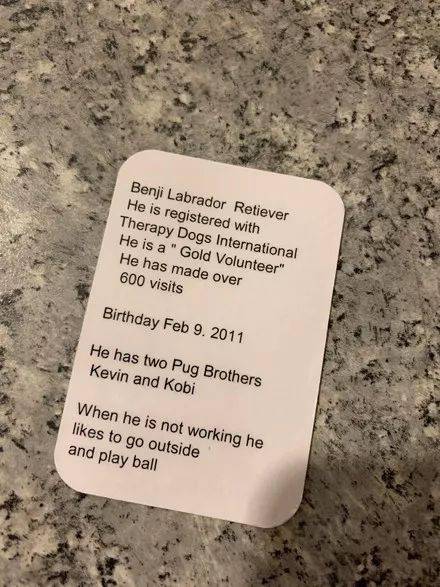 Benji Labrador  Retiever
He is registered with
Therapy Dogs International
He is a " Gold Volunteer"
He has made over
600 visits
Birthday Feb 9. 2011
He has two Pug Brothers
Kevin and Kobi
When he is not working he
likes to go outside
and play ball